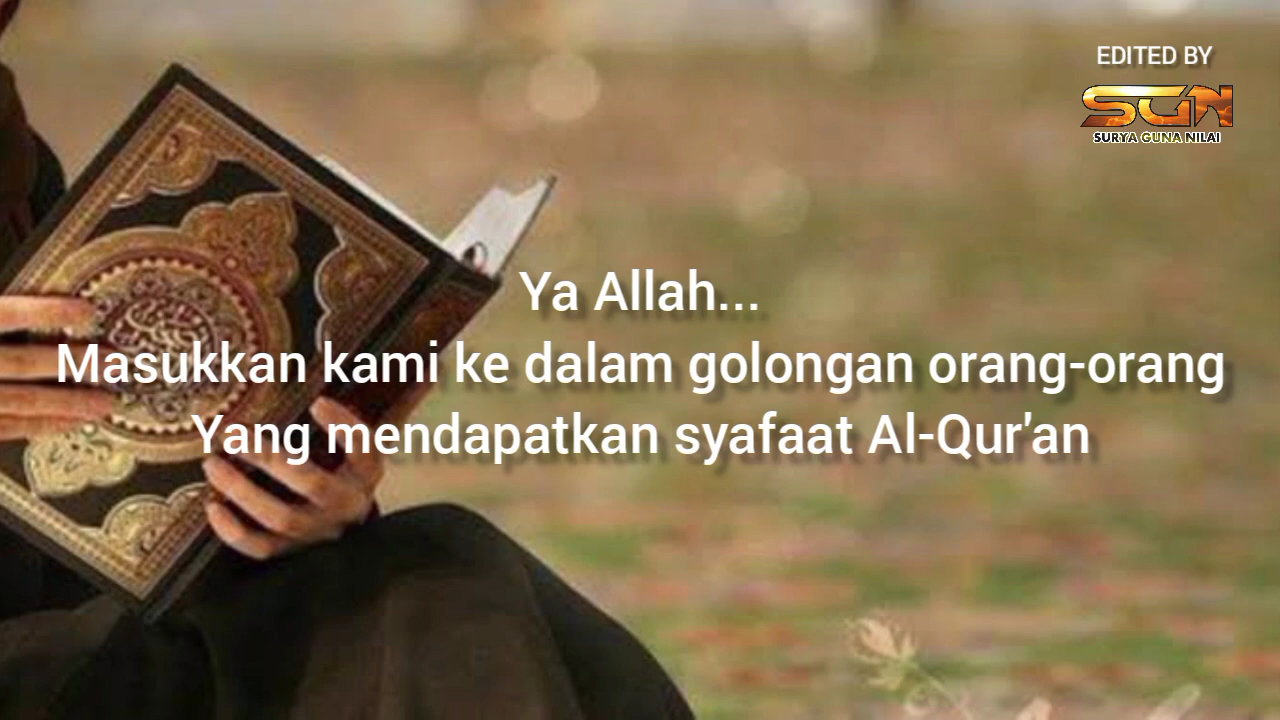 EDITED BY
SGN
SURYA GUNA NILAI
Ya Allah...
Masukkan kami ke dalam golongan orang-orang
Yang mendapatkan syafaat Al-Qur'an